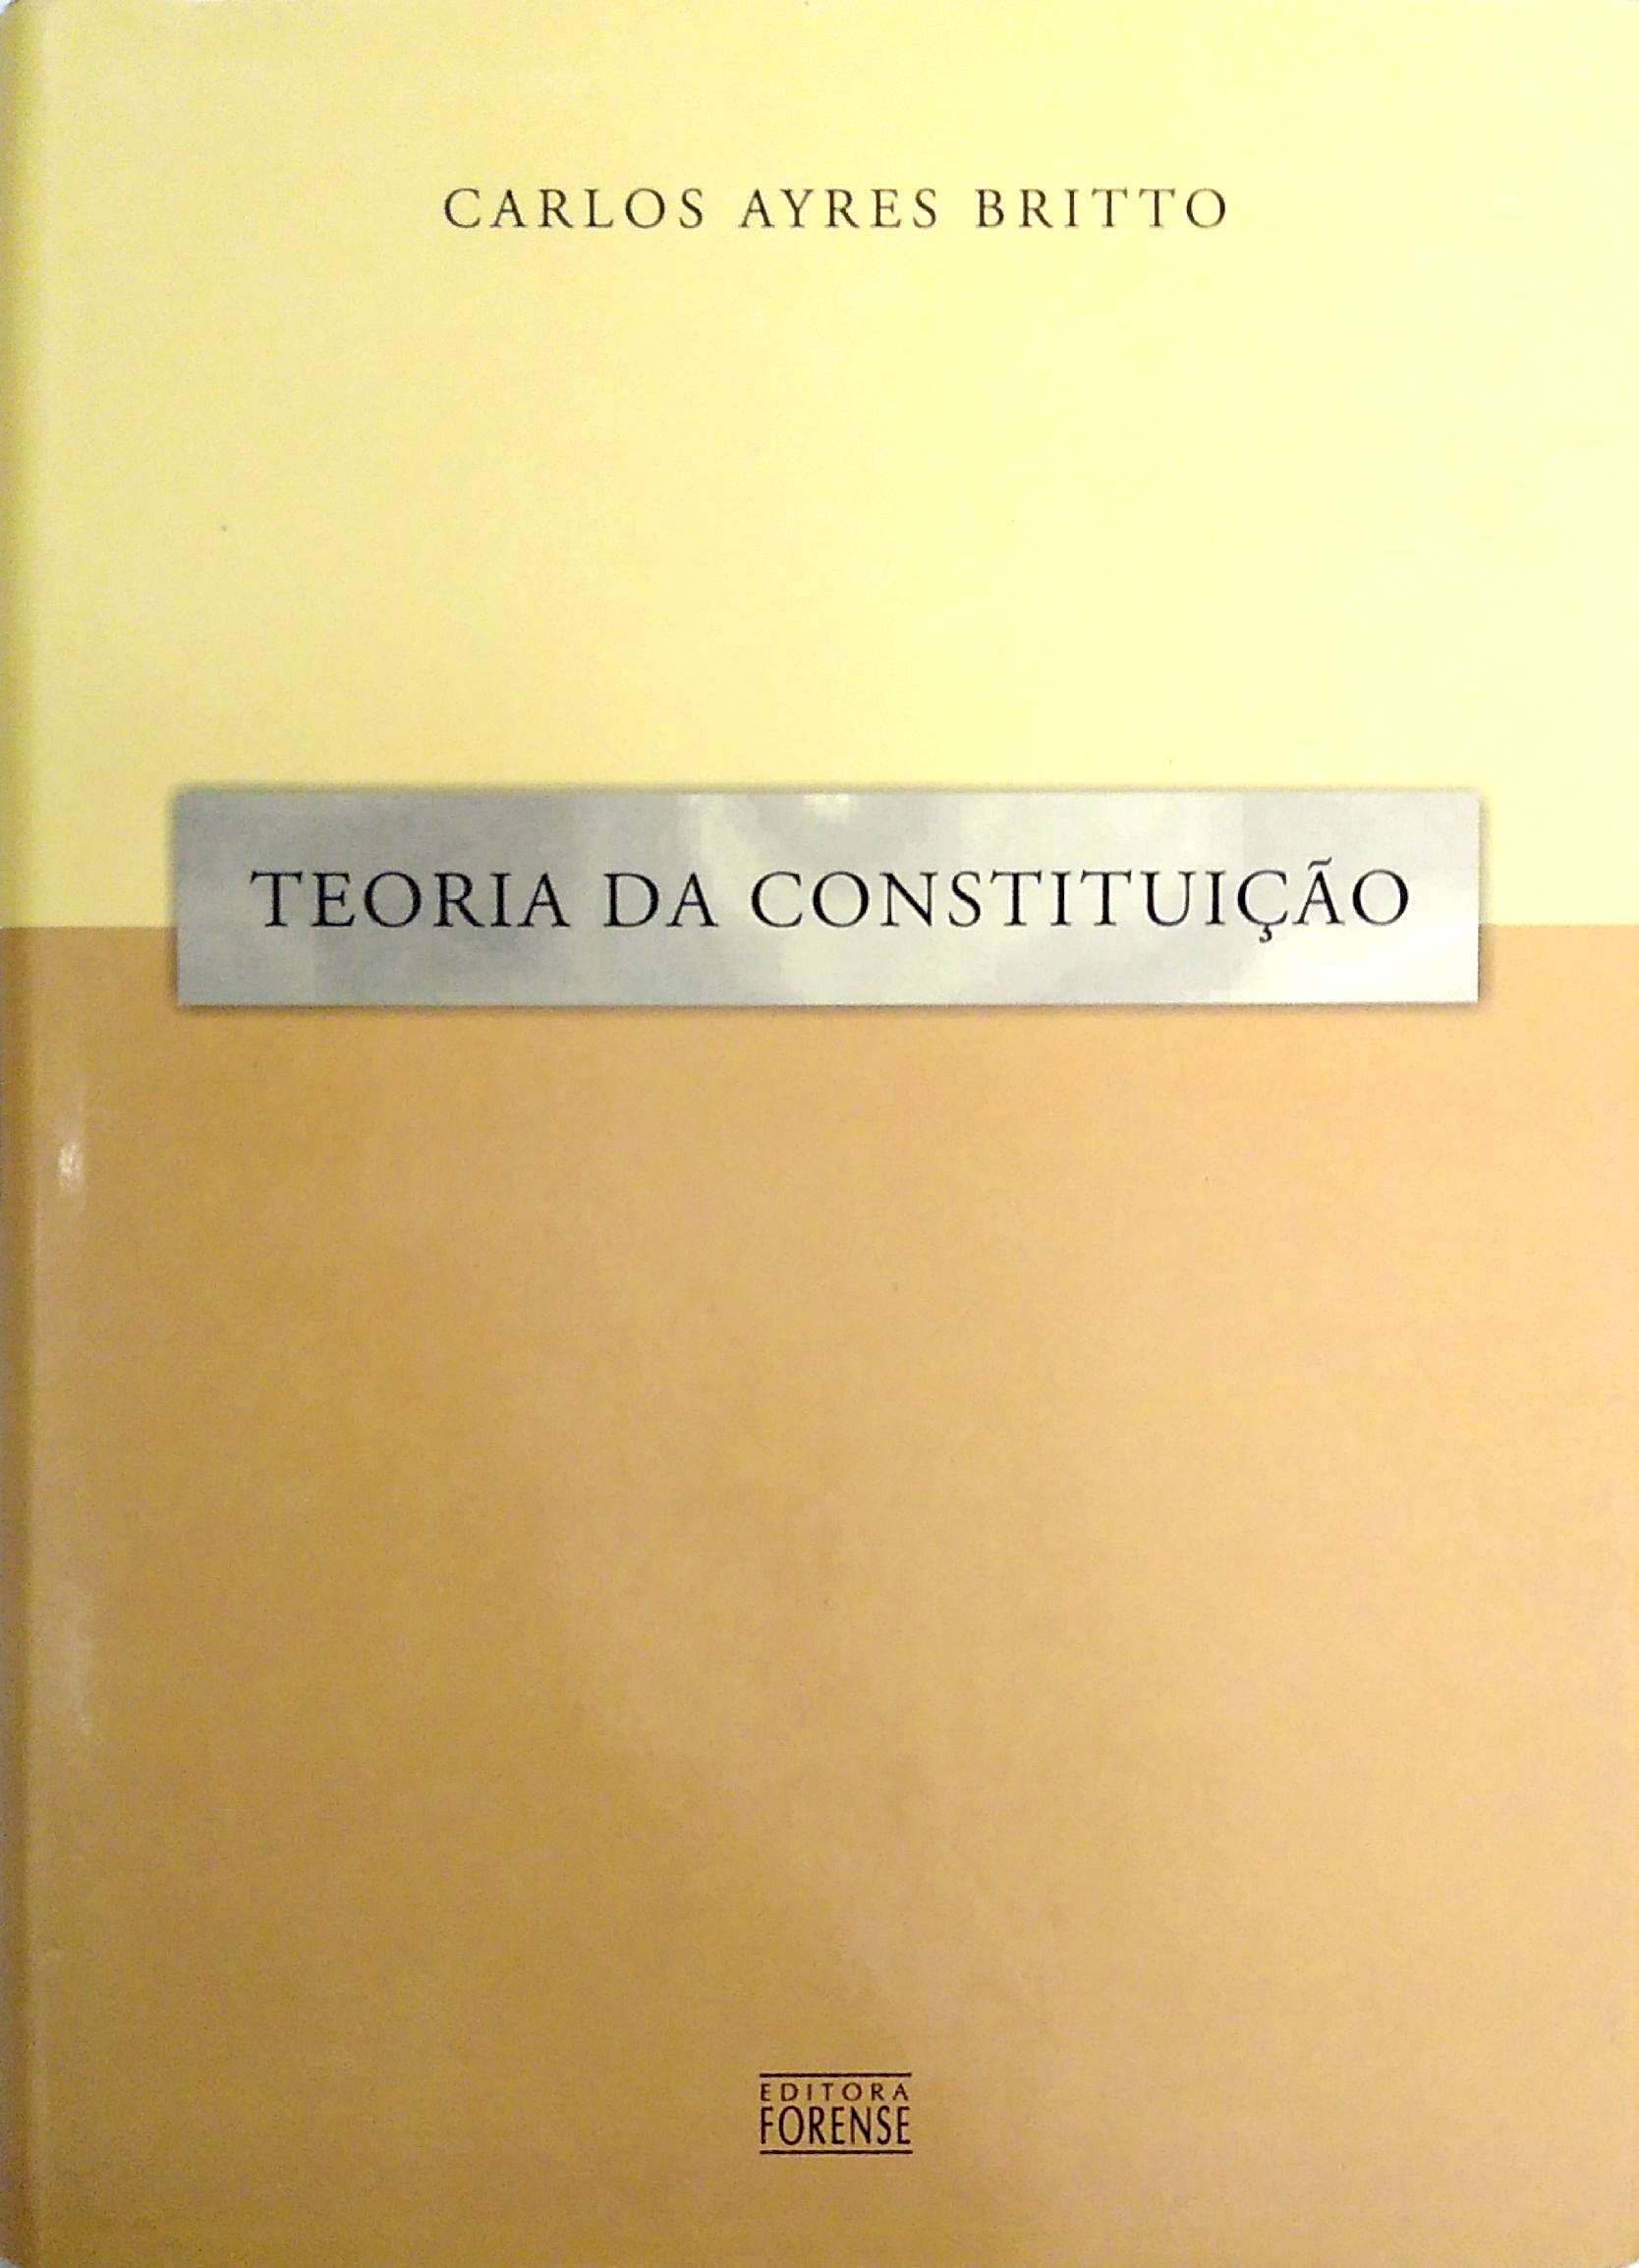 CARLOS AYRES BRITTO
TEORIA DA CONSTITUIÇÃO
EDITORA
FORENSE